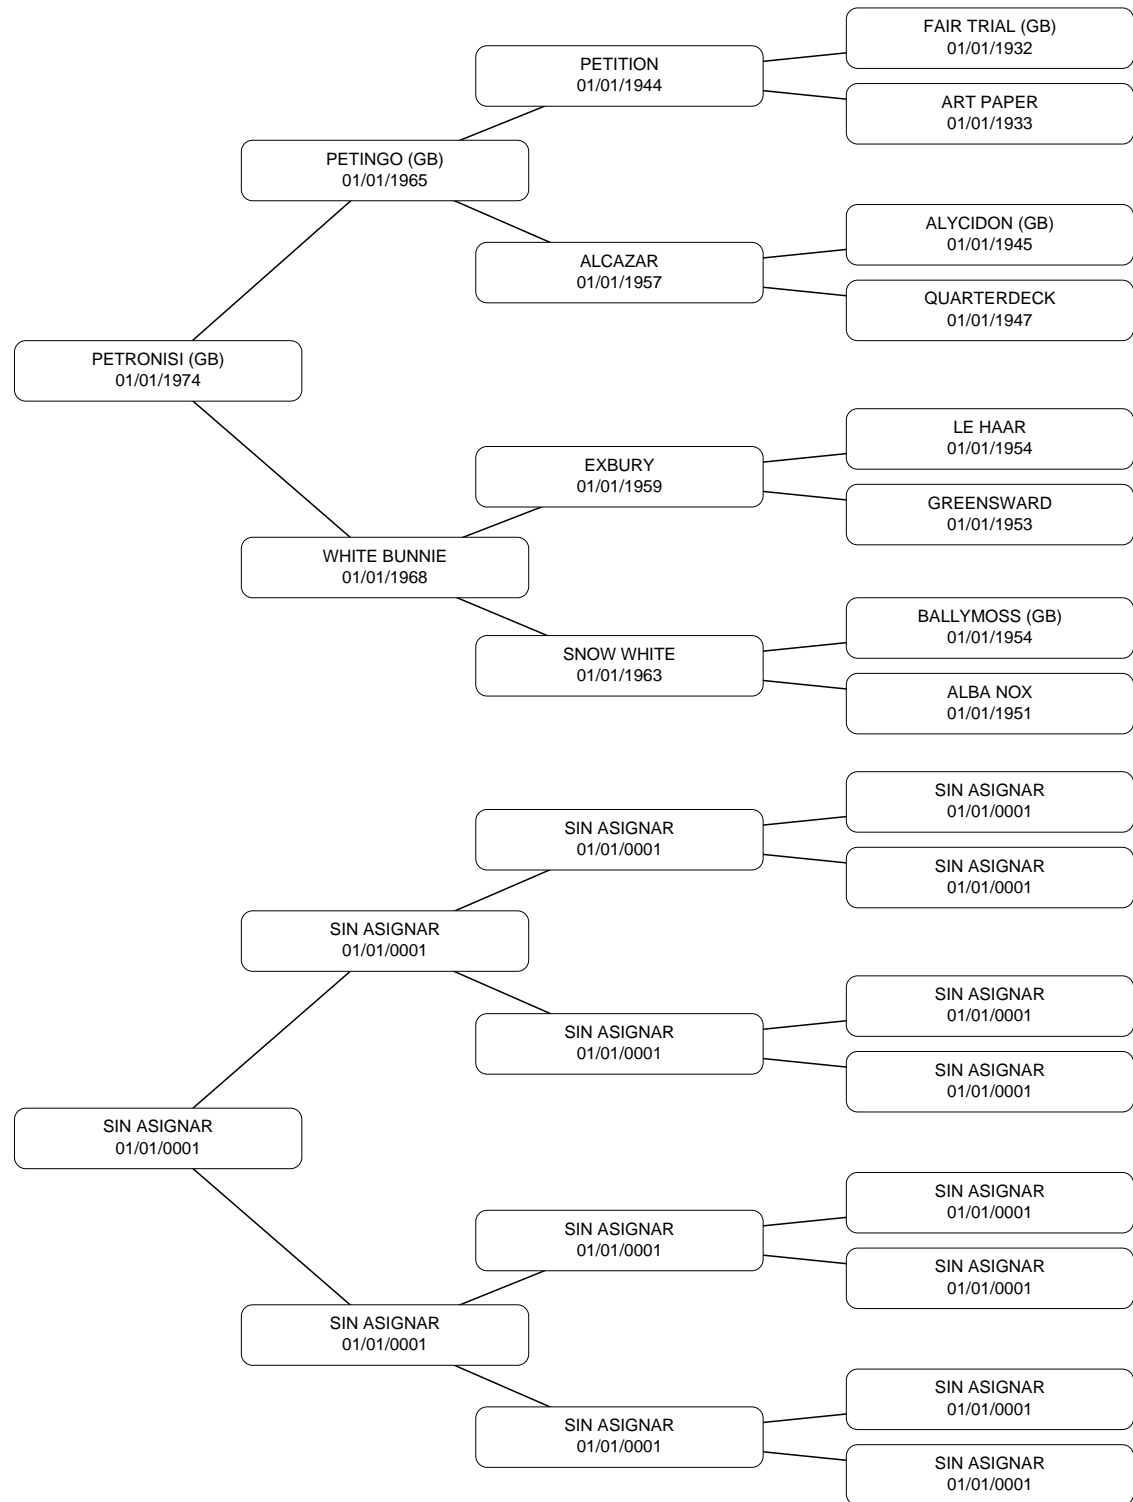 FAIR TRIAL (GB)
01/01/1932
PETITION
01/01/1944
ART PAPER
01/01/1933
PETINGO (GB)
01/01/1965
ALYCIDON (GB)
01/01/1945
ALCAZAR
01/01/1957
QUARTERDECK
01/01/1947
PETRONISI (GB)
01/01/1974
LE HAAR
01/01/1954
EXBURY
01/01/1959
GREENSWARD
01/01/1953
WHITE BUNNIE
01/01/1968
BALLYMOSS (GB)
01/01/1954
SNOW WHITE
01/01/1963
ALBA NOX
01/01/1951
SIN ASIGNAR
01/01/0001
SIN ASIGNAR
01/01/0001
SIN ASIGNAR
01/01/0001
SIN ASIGNAR
01/01/0001
SIN ASIGNAR
01/01/0001
SIN ASIGNAR
01/01/0001
SIN ASIGNAR
01/01/0001
SIN ASIGNAR
01/01/0001
SIN ASIGNAR
01/01/0001
SIN ASIGNAR
01/01/0001
SIN ASIGNAR
01/01/0001
SIN ASIGNAR
01/01/0001
SIN ASIGNAR
01/01/0001
SIN ASIGNAR
01/01/0001
SIN ASIGNAR
01/01/0001